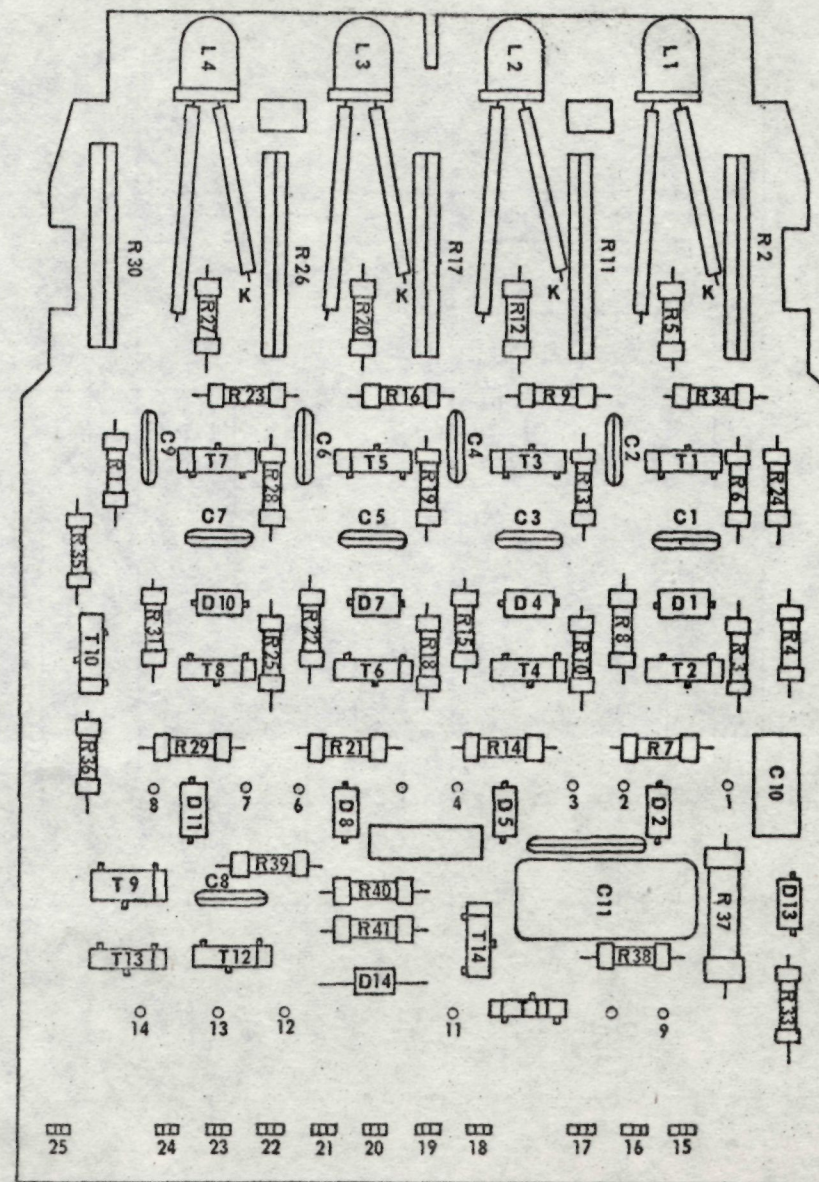 L4 L3 L2 L1
R30 R26 R17 R11 R2
K K K K
R27 R20 R12 R5
R23 R16 R9 R34
C9 C6 C4 C2
R1 T7 R28 T5 R19 T3 R13 T1 R6 R24
C7 C5 C3 C1
R35
D10 D7 D4 D1
R31 R22 R15 R8 R4
T10 T8 R25 T6 R18 T4 R10 T2 R3
R36 R29 R21 R14 R7 C10
8 7 6 4 3 2 1
D11 D8 D5 D2
R39
T9 C8 R40 C11 R37 D13
R41
T13 T12 T14 R38
D14
R33
14 13 12 11 9
25 24 23 22 21 20 19 18 17 16 15